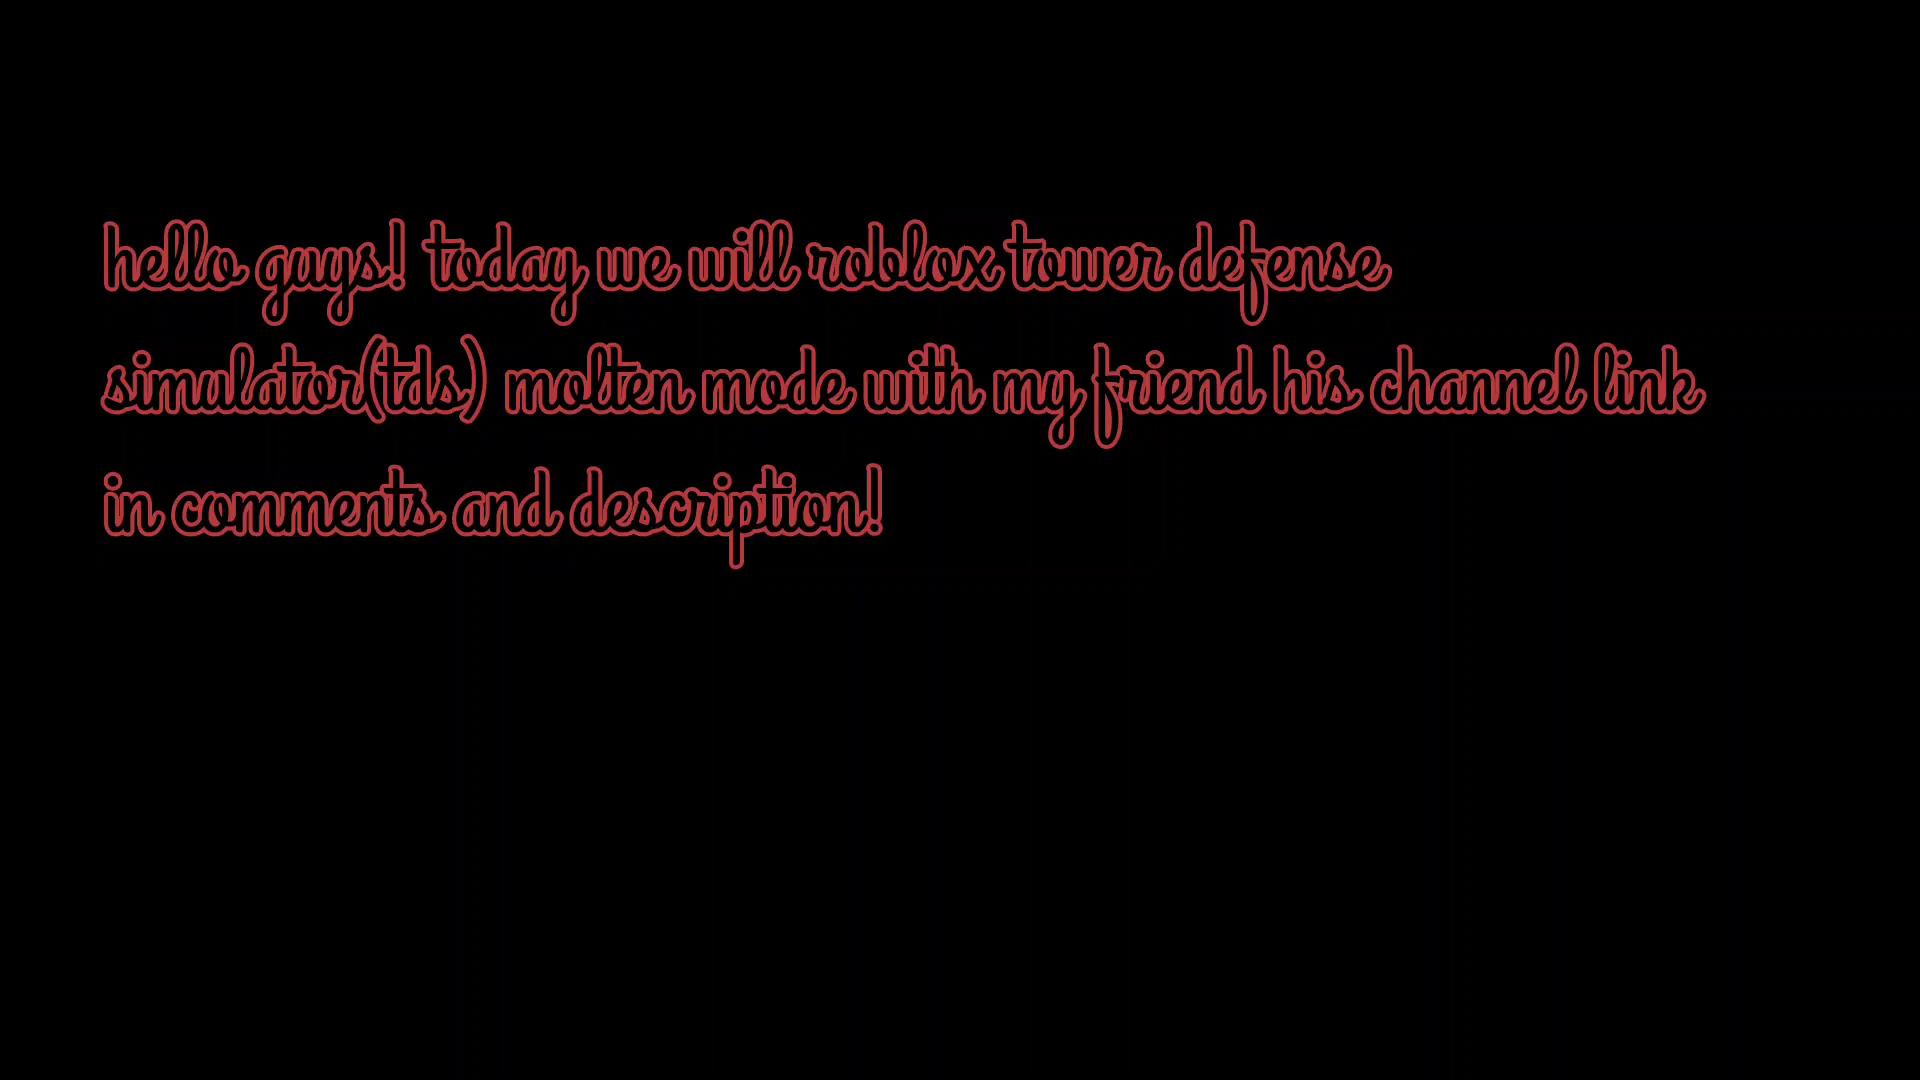 hello guys! today we will roblox tower defense
simulator(tds) molten mode with my friend his channel link
in comments and description!